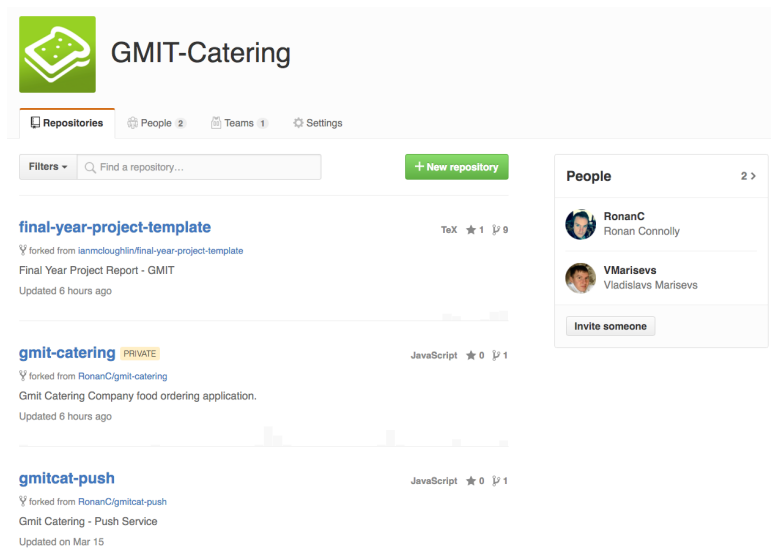 GMIT-Catering
Repositories People 2 Teams 1 Settings
Filters Find a repository... New repository
final-year-project-template TeX 1 9
forked from ianmcloughlin/final-year-project-template
Final Year Project Report - GMIT
Updated 6 hours ago
gmit-catering PRIVATE JavaScript 0 1
forked from RonanC/gmit-catering
Gmit Catering Company food ordering application.
Updated 6 hours ago
gmitcat-push JavaScript 0 1
forked from RonanC/gmitcat-push
Gmit Catering - Push Service
Updated on Mar 15
People 2
RonanC
Ronan Connolly
VMarisevs
Vladislavs Marisevs
Invite someone